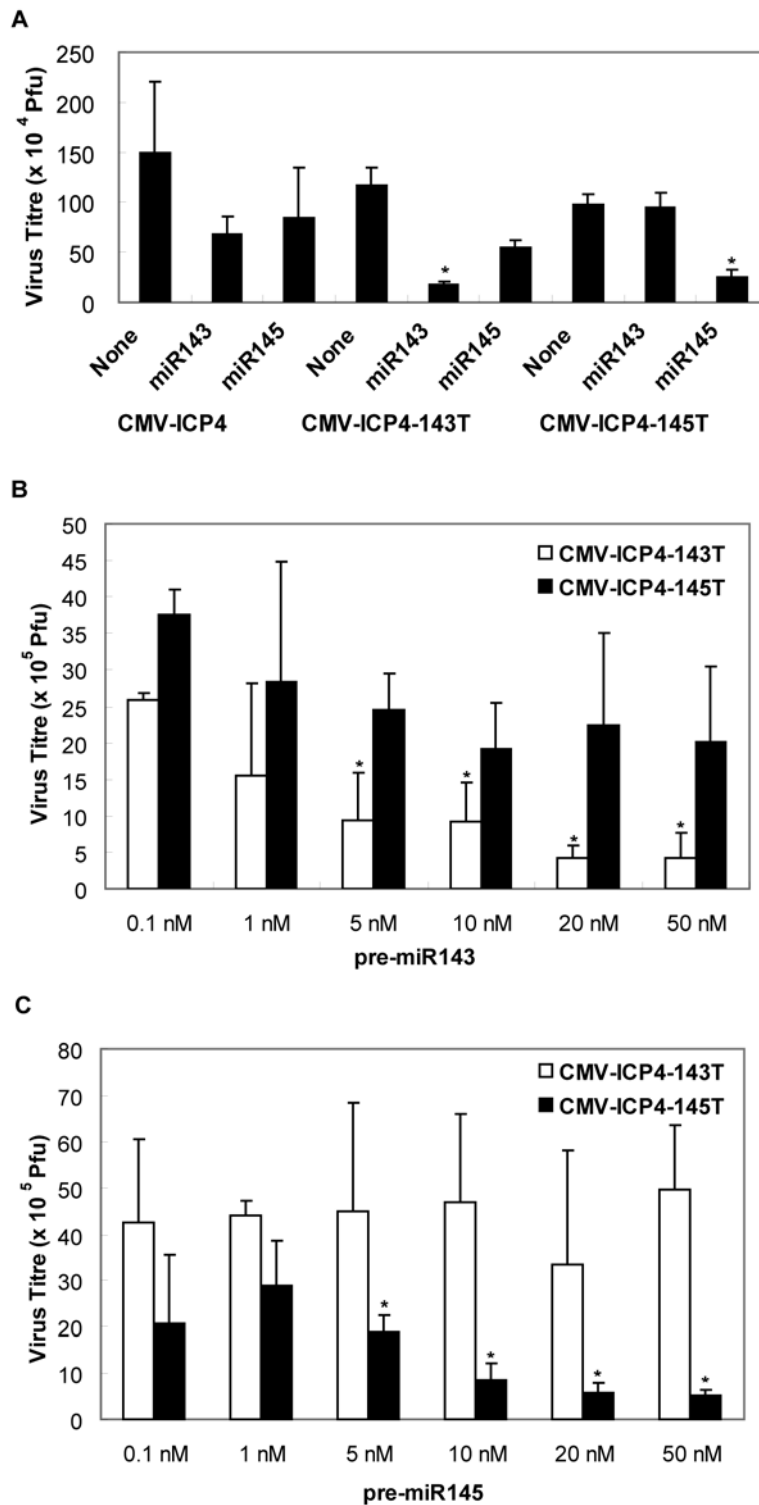 A
Virus Titre (x 10 4 Pfu)
250
200
150
100
50
0
None
miR143
miR145
None
miR143
miR145
None
miR143
miR145
*
*
CMV-ICP4
CMV-ICP4-143T
CMV-ICP4-145T
B
Virus Titre (x 10 5 Pfu)
50
45
40
35
30
25
20
15
10
5
0
CMV-ICP4-143T
CMV-ICP4-145T
*
*
*
*
0.1 nM
1 nM
5 nM
10 nM
20 nM
50 nM
pre-miR143
C
Virus Titre (x 10 5 Pfu)
80
70
60
50
40
30
20
10
0
CMV-ICP4-143T
CMV-ICP4-145T
*
*
*
*
0.1 nM
1 nM
5 nM
10 nM
20 nM
50 nM
pre-miR145